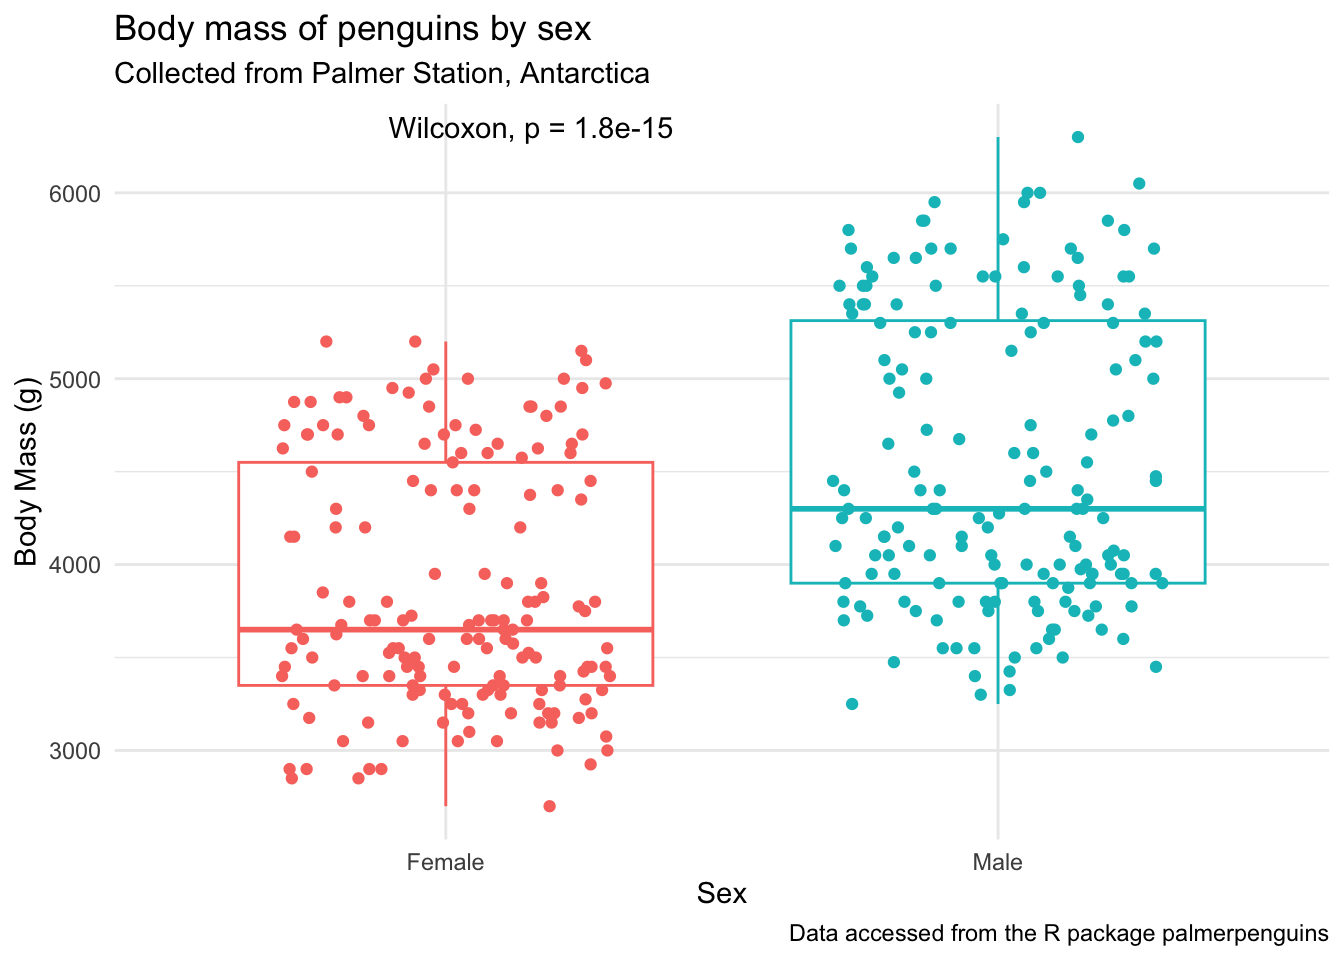 Body mass of penguins by sex
Collected from Palmer Station, Antarctica
Wilcoxon, p = 1.8e-15
6000
5000
4000
3000
Body Mass (g)
Female
Male
Sex
Data accessed from the R package palmerpenguins